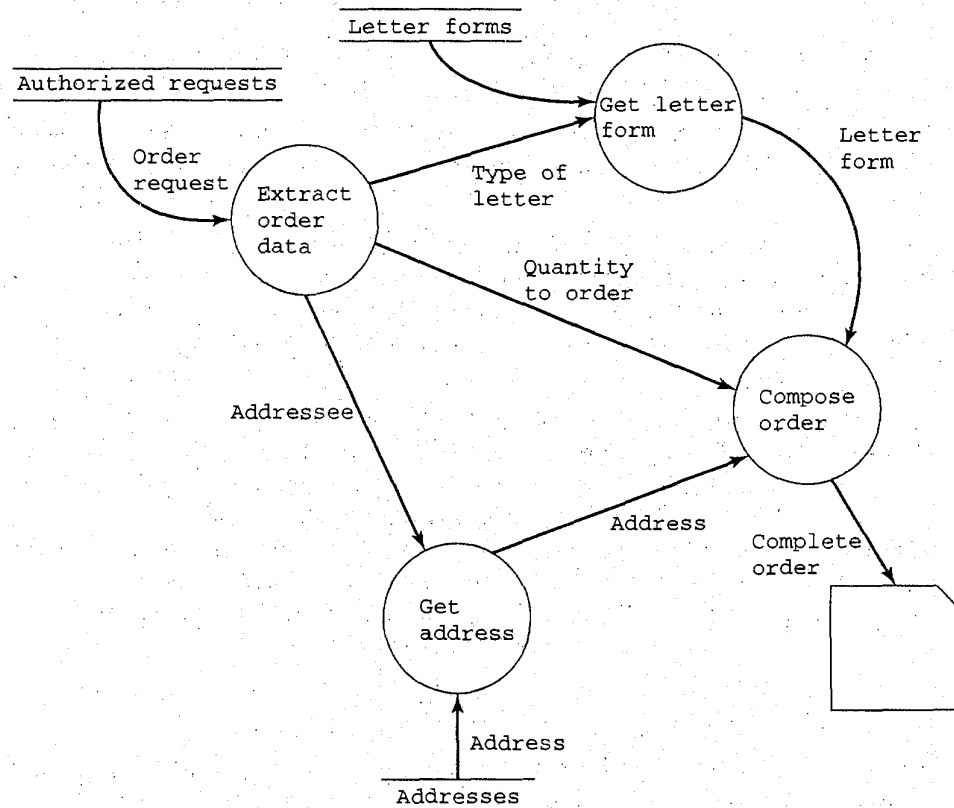 Letter forms
Authorized requests
Get letter
form
Order
request
Letter
form
Type of
letter
Extract
order
data
Quantity
to order
Compose
order
Addressee
Address
Complete
order
Get
address
Address
Addresses